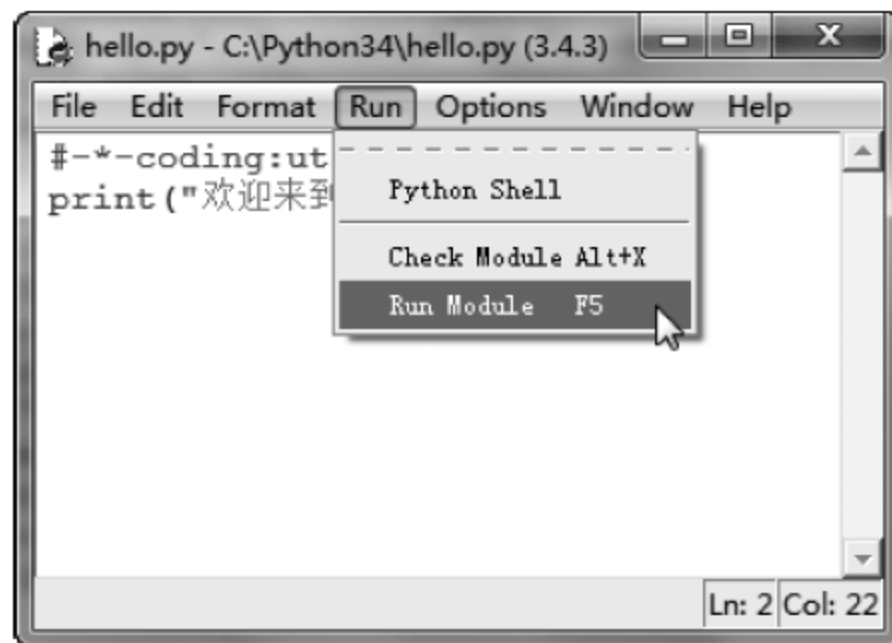 hello.py - C:\Python34\hello.py (3.4.3)
File Edit Format Run Options Window Help
#-*-coding:ut
print("欢迎来到
Python Shell
Check Module Alt+X
Run Module F5
Ln: 2 Col: 22